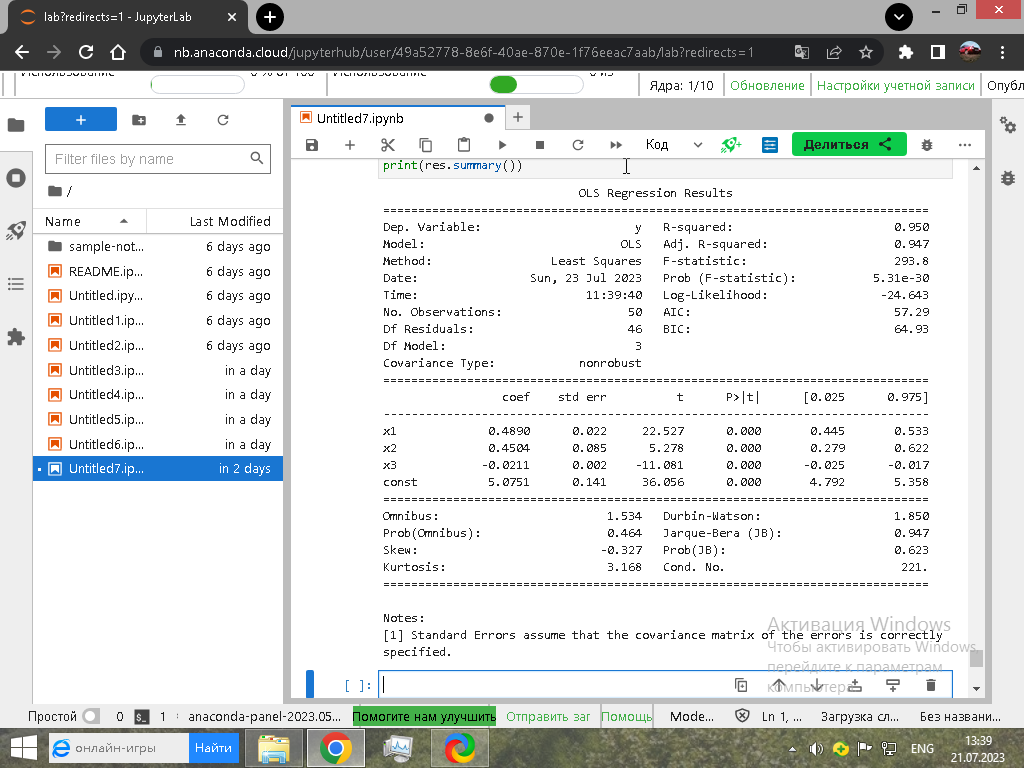 lab?redirects=1 - JupyterLab
nb.anaconda.cloud/jupyterhub/user/49a52778-8e6f-40ae-870e-1f76eeac7aab/lab?redirects=1
Использование 0 % от 100 Использование 0 из
Ядра: 1/10 Обновление Настройки учетной записи Опубл
Untitled7.ipynb
Filter files by name
Код Делиться
/
Name Last Modified
sample-not... 6 days ago
README.ip... 6 days ago
Untitled.ipy... 6 days ago
Untitled1.ip... 6 days ago
Untitled2.ip... 6 days ago
Untitled3.ip... in a day
Untitled4.ip... in a day
Untitled5.ip... in a day
Untitled6.ip... in a day
Untitled7.ip... in 2 days
print(res.summary())
OLS Regression Results
==============================================================================
Dep. Variable: y R-squared: 0.950
Model: OLS Adj. R-squared: 0.947
Method: Least Squares F-statistic: 293.8
Date: Sun, 23 Jul 2023 Prob (F-statistic): 5.31e-30
Time: 11:39:40 Log-Likelihood: -24.643
No. Observations: 50 AIC: 57.29
Df Residuals: 46 BIC: 64.93
Df Model: 3
Covariance Type: nonrobust
==============================================================================
coef std err t P>|t| [0.025 0.975]
------------------------------------------------------------------------------
x1 0.4890 0.022 22.527 0.000 0.445 0.533
x2 0.4504 0.085 5.278 0.000 0.279 0.622
x3 -0.0211 0.002 -11.081 0.000 -0.025 -0.017
const 5.0751 0.141 36.056 0.000 4.792 5.358
==============================================================================
Omnibus: 1.534 Durbin-Watson: 1.850
Prob(Omnibus): 0.464 Jarque-Bera (JB): 0.947
Skew: -0.327 Prob(JB): 0.623
Kurtosis: 3.168 Cond. No. 221.
==============================================================================
Notes:
[1] Standard Errors assume that the covariance matrix of the errors is correctly
specified.
[ ]:
Активация Windows
Чтобы активировать Windows,
перейдите к параметрам
компьютера.
Простой 0 $_ 1 anaconda-panel-2023.05... Помогите нам улучшить Отправить заг Помощь Mode... Ln 1, ... Загрузка сл... Без названи...
онлайн-игры Найти
ENG
13:39
21.07.2023